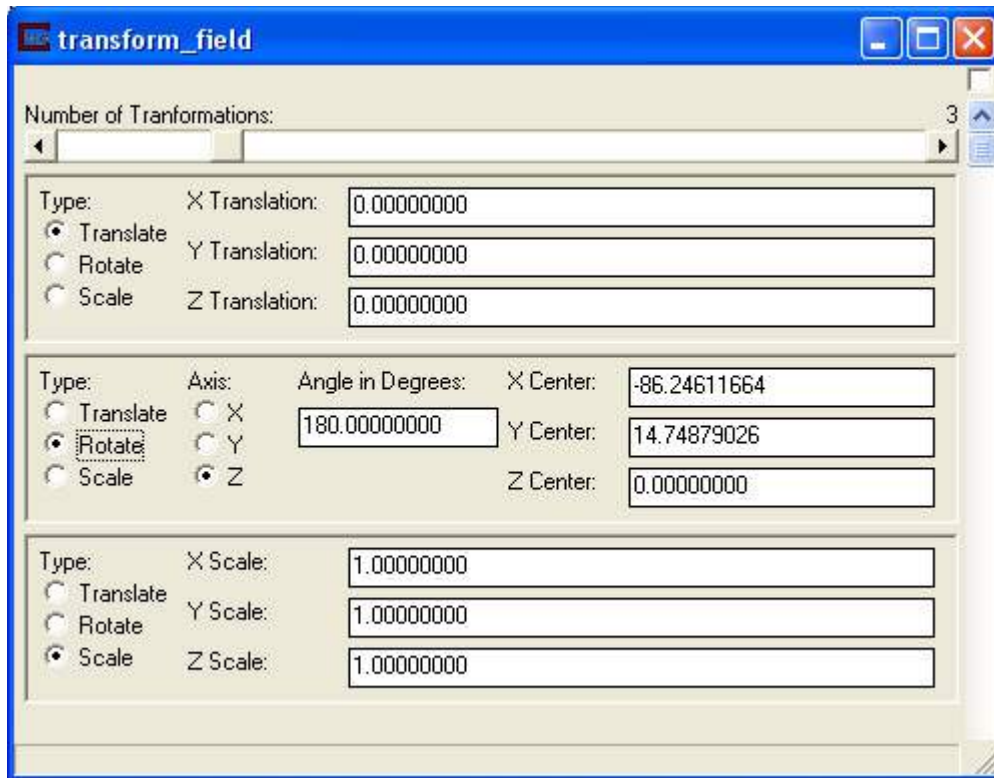 transform_field
Number of Tranformations: 3
Type:
Translate
Rotate
Scale
X Translation: 0.00000000
Y Translation: 0.00000000
Z Translation: 0.00000000
Type:
Translate
Rotate
Scale
Axis:
X
Y
Z
Angle in Degrees:
180.00000000
X Center: -86.24611664
Y Center: 14.74879026
Z Center: 0.00000000
Type:
Translate
Rotate
Scale
X Scale: 1.00000000
Y Scale: 1.00000000
Z Scale: 1.00000000